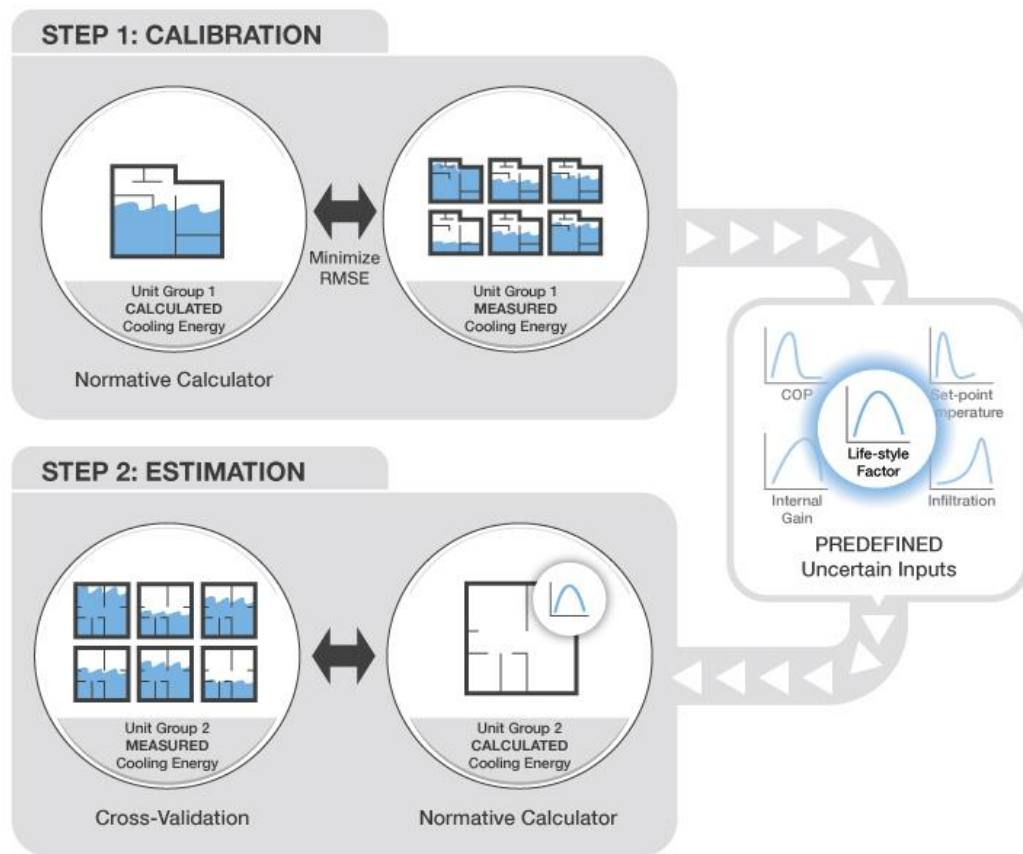 STEP 1: CALIBRATION
Unit Group 1
CALCULATED
Cooling Energy
Minimize
RMSE
Unit Group 1
MEASURED
Cooling Energy
Normative Calculator
COP
Set-point
mperature
Life-style
Factor
Internal
Gain
Infiltration
PREDEFINED
Uncertain Inputs
STEP 2: ESTIMATION
Unit Group 2
MEASURED
Cooling Energy
Unit Group 2
CALCULATED
Cooling Energy
Cross-Validation
Normative Calculator